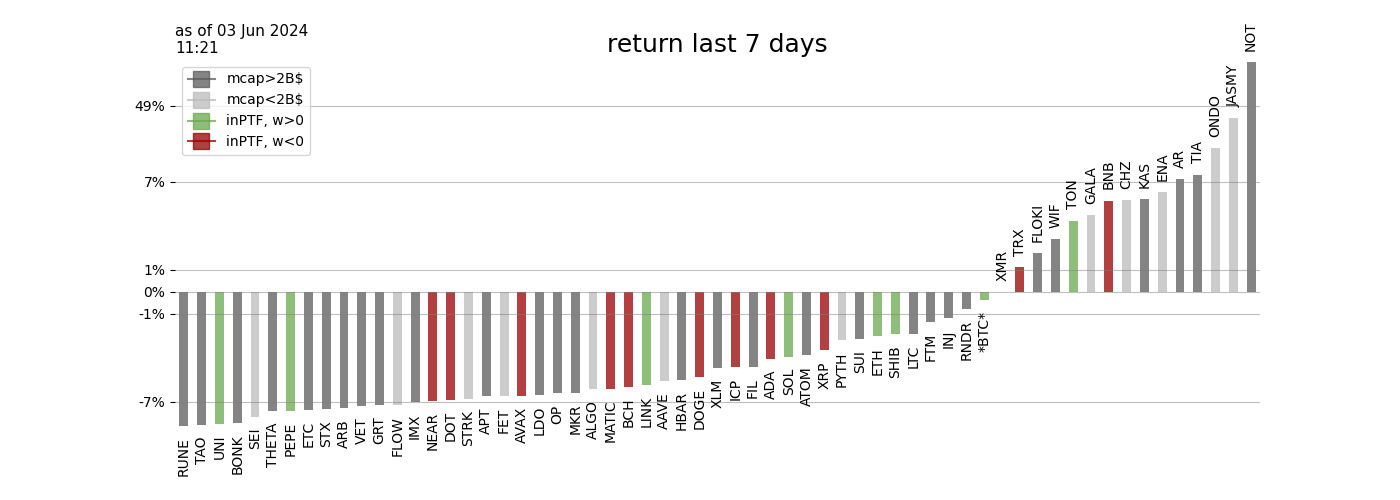 as of 03 Jun 2024
11:21
return last 7 days
mcap>2B$
mcap<2B$
inPTF, w>0
inPTF, w<0
49%
7%
1%
0%
-1%
-7%
RUNE
TAO
UNI
BONK
SEI
THETA
PEPE
ETC
STX
ARB
VET
GRT
FLOW
IMX
NEAR
DOT
STRK
APT
FET
AVAX
LDO
OP
MKR
ALGO
MATIC
BCH
LINK
AAVE
HBAR
DOGE
XLM
ICP
FIL
ADA
SOL
ATOM
XRP
PYTH
SUI
ETH
SHIB
LTC
FTM
INJ
RNDR
*BTC*
XMR
TRX
FLOKI
WIF
TON
GALA
BNB
CHZ
KAS
ENA
AR
TIA
ONDO
JASMY
NOT